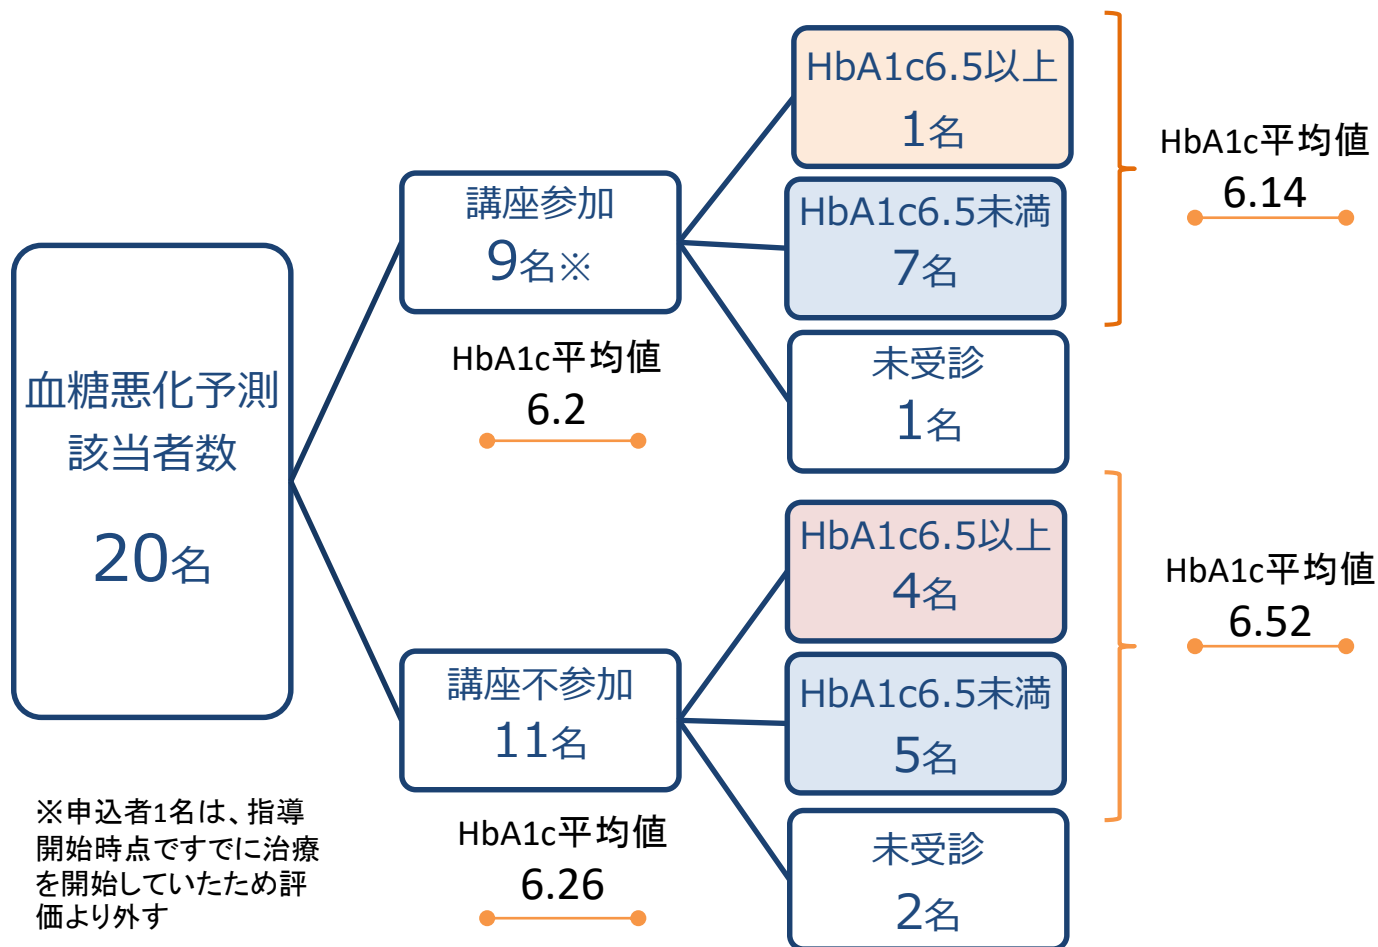 血糖悪化予測
該当者数
20名
※申込者1名は、指導
開始時点ですでに治療
を開始していたため評
価より外す
講座参加
9名※
HbA1c平均値
6.2
講座不参加
11名
HbA1c平均値
6.26
HbA1c6.5以上
1名
HbA1c6.5未満
7名
未受診
1名
HbA1c平均値
6.14
HbA1c6.5以上
4名
HbA1c6.5未満
5名
未受診
2名
HbA1c平均値
6.52